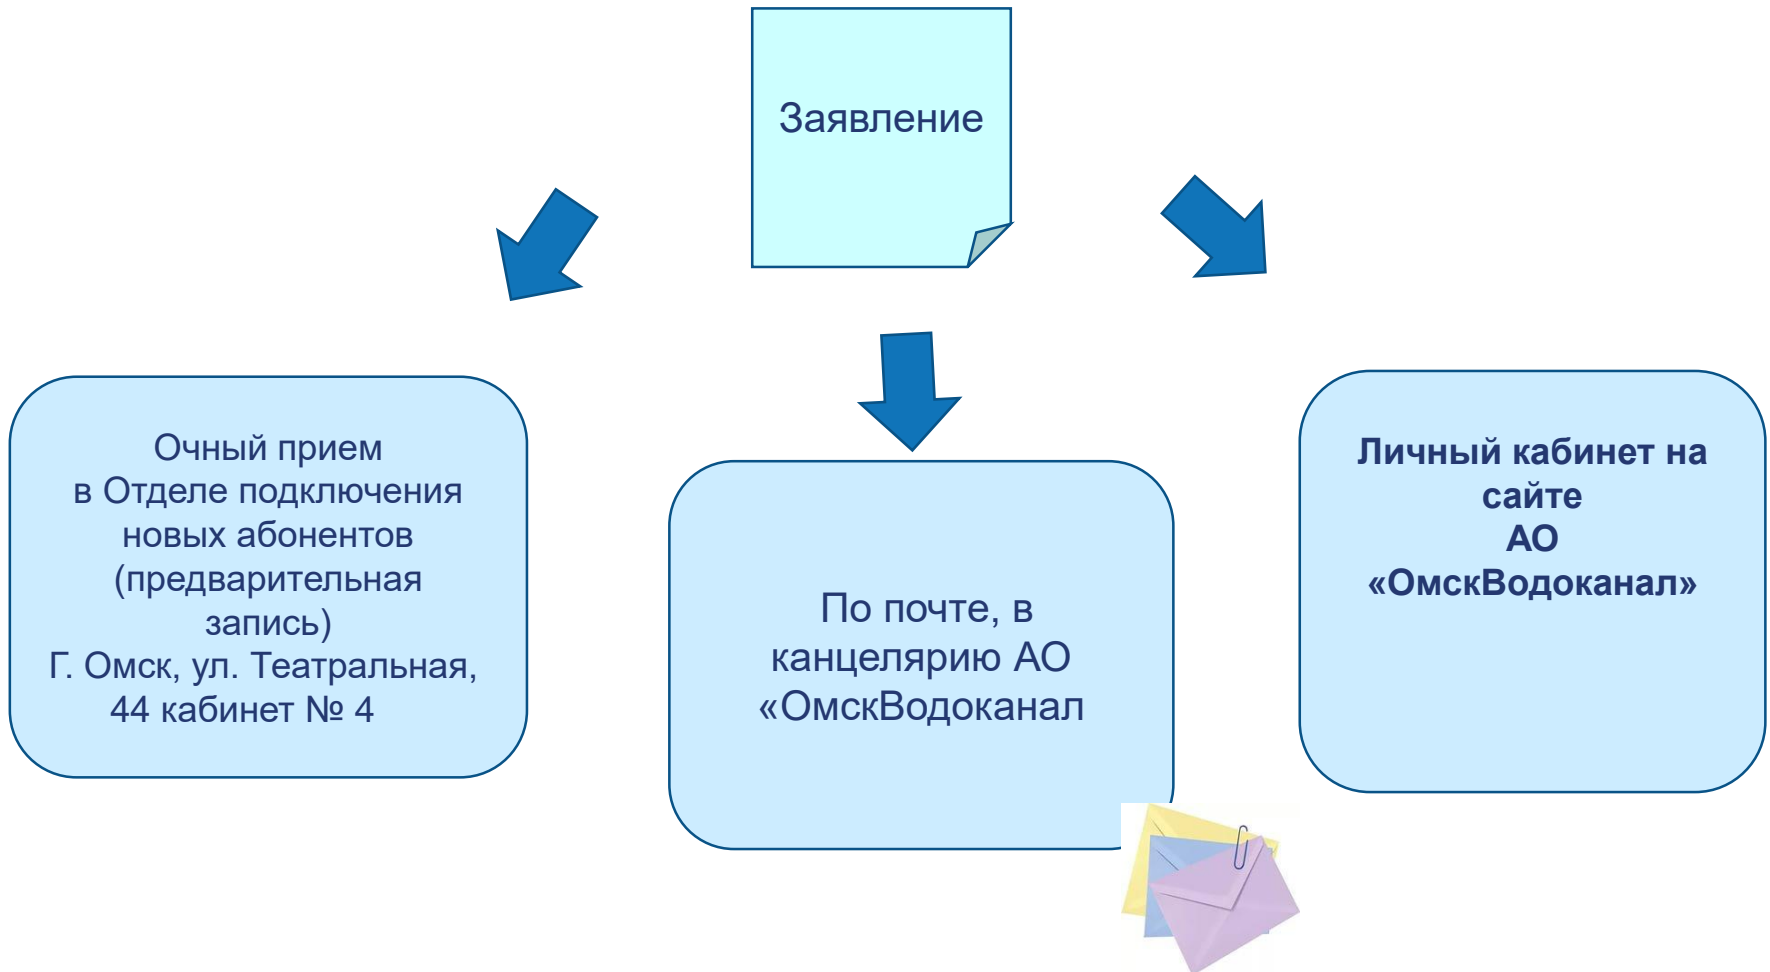 Заявление
Очный прием
в Отделе подключения
новых абонентов
(предварительная
запись)
Г. Омск, ул. Театральная,
44 кабинет № 4
По почте, в
канцелярию АО
«ОмскВодоканал
Личный кабинет на
сайте
АО
«ОмскВодоканал»